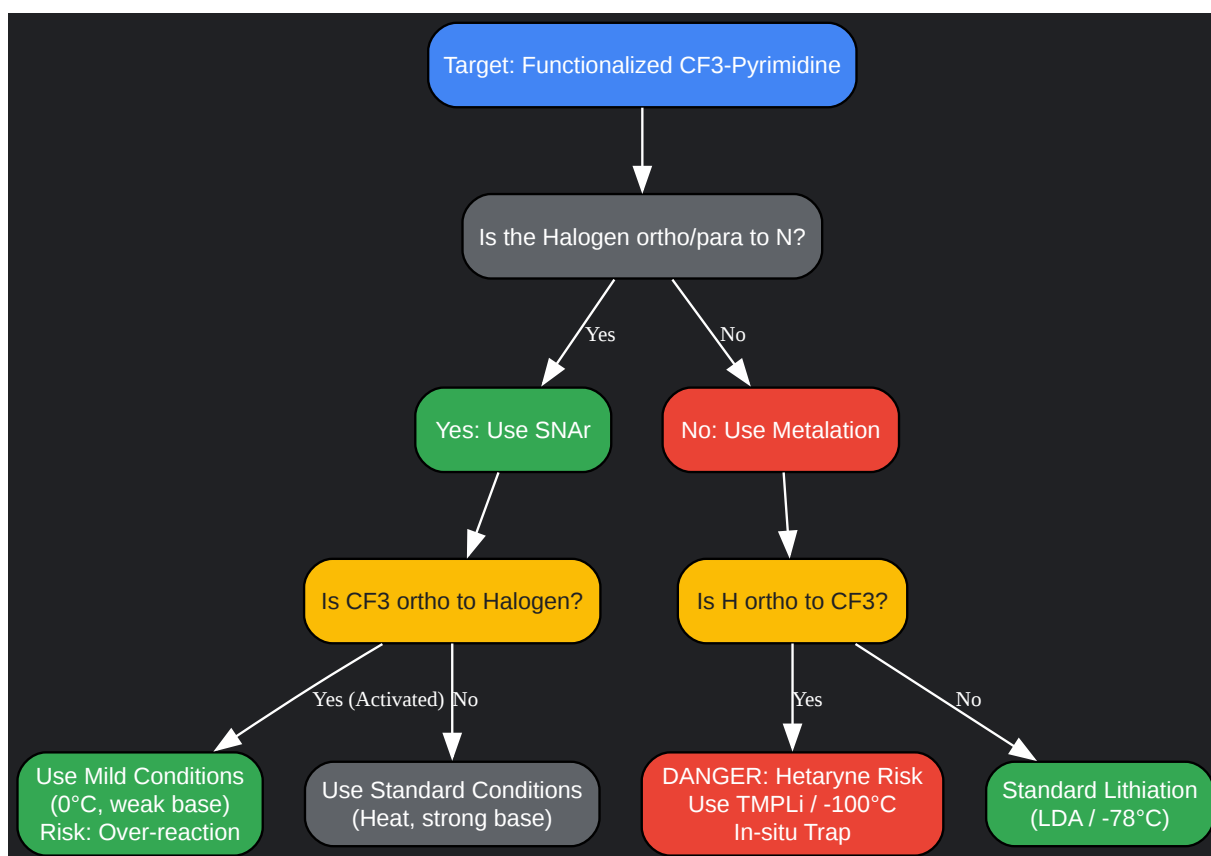 Target: Functionalized CF3-Pyrimidine
Is the Halogen ortho/para to N?
Yes
No
Yes: Use SNAr
No: Use Metalation
Is CF3 ortho to Halogen?
Is H ortho to CF3?
Yes (Activated)
No
Yes
No
Use Mild Conditions
(0°C, weak base)
Risk: Over-reaction
Use Standard Conditions
(Heat, strong base)
DANGER: Hetaryne Risk
Use TMPLi / -100°C
In-situ Trap
Standard Lithiation
(LDA / -78°C)